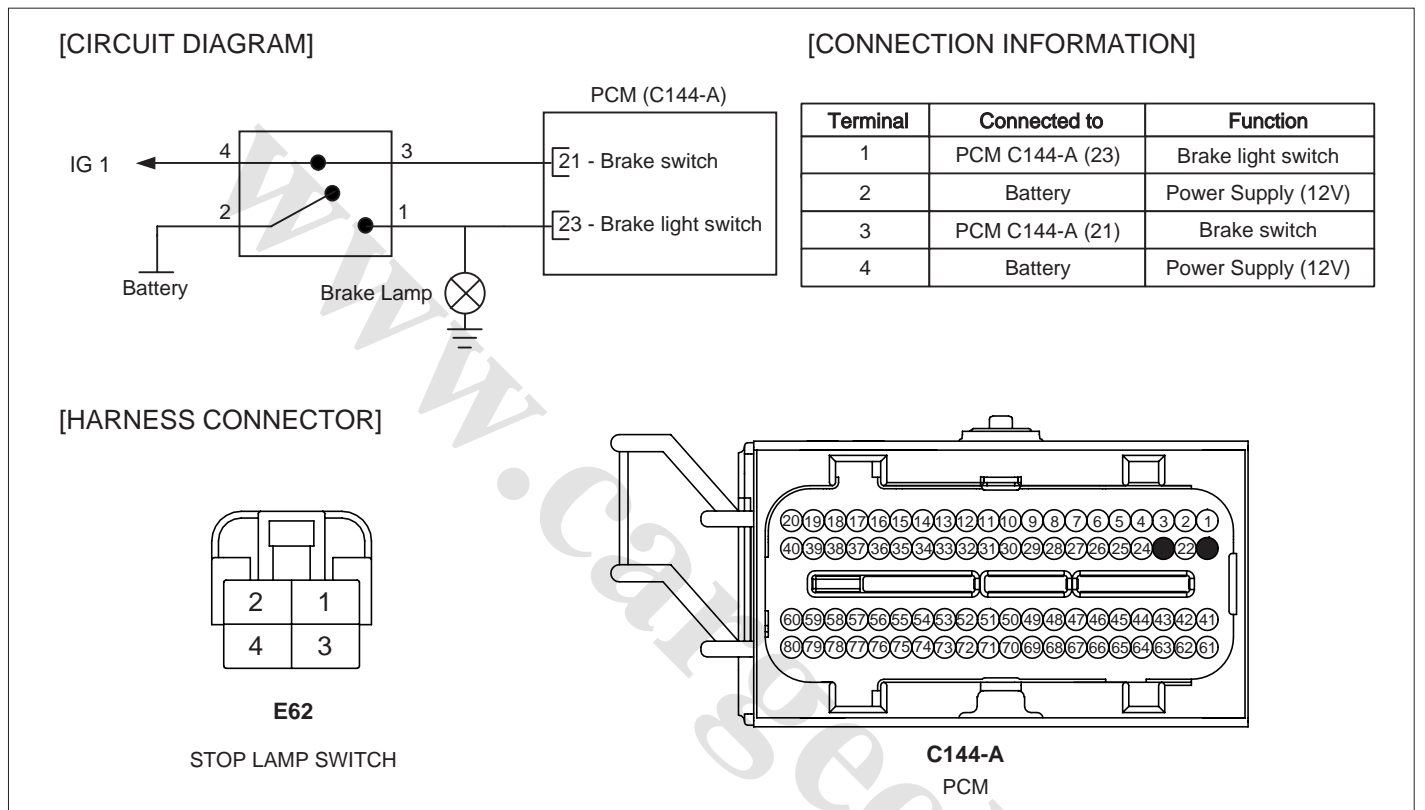 [CIRCUIT DIAGRAM]
PCM (C144-A)
IG 1
4
3
21 - Brake switch
2
1
23 - Brake light switch
Battery
Brake Lamp
[CONNECTION INFORMATION]
Terminal Connected to Function
1 PCM C144-A (23) Brake light switch
2 Battery Power Supply (12V)
3 PCM C144-A (21) Brake switch
4 Battery Power Supply (12V)
[HARNESS CONNECTOR]
2 1
4 3
E62
STOP LAMP SWITCH
20 19 18 17 16 15 14 13 12 11 10 9 8 7 6 5 4 3 2 1
40 39 38 37 36 35 34 33 32 31 30 29 28 27 26 25 24 22
60 59 58 57 56 55 54 53 52 51 50 49 48 47 46 45 44 43 42 41
80 79 78 77 76 75 74 73 72 71 70 69 68 67 66 65 64 63 62 61
C144-A
PCM